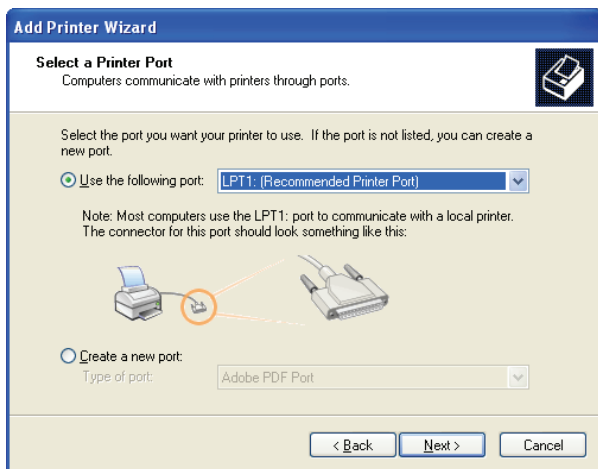 Add Printer Wizard
Select a Printer Port
Computers communicate with printers through ports.
Select the port you want your printer to use. If the port is not listed, you can create a
new port.
Use the following port: LPT1: (Recommended Printer Port)
Note: Most computers use the LPT1: port to communicate with a local printer.
The connector for this port should look something like this:
Create a new port:
Type of port: Adobe PDF Port
< Back Next > Cancel